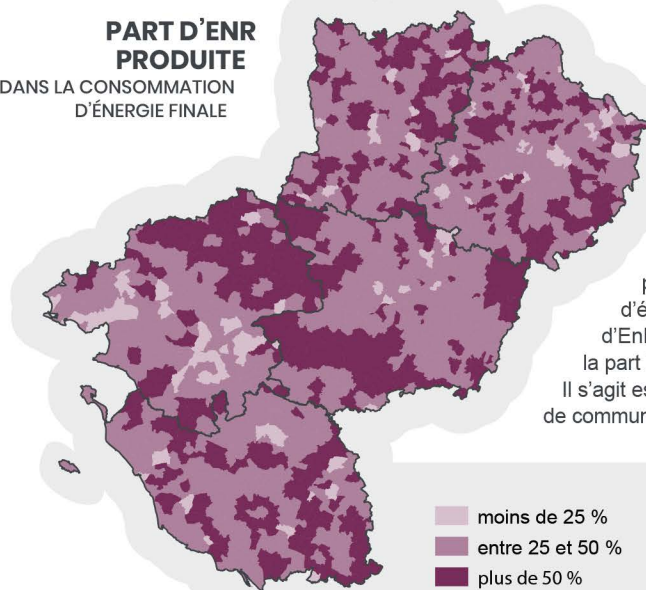 PART D'ENR
PRODUITE
DANS LA CONSOMMATION
D'ÉNERGIE FINALE
d'é
d'En
la part
Il s'agit es
de commun
moins de 25 %
entre 25 et 50 %
plus de 50 %